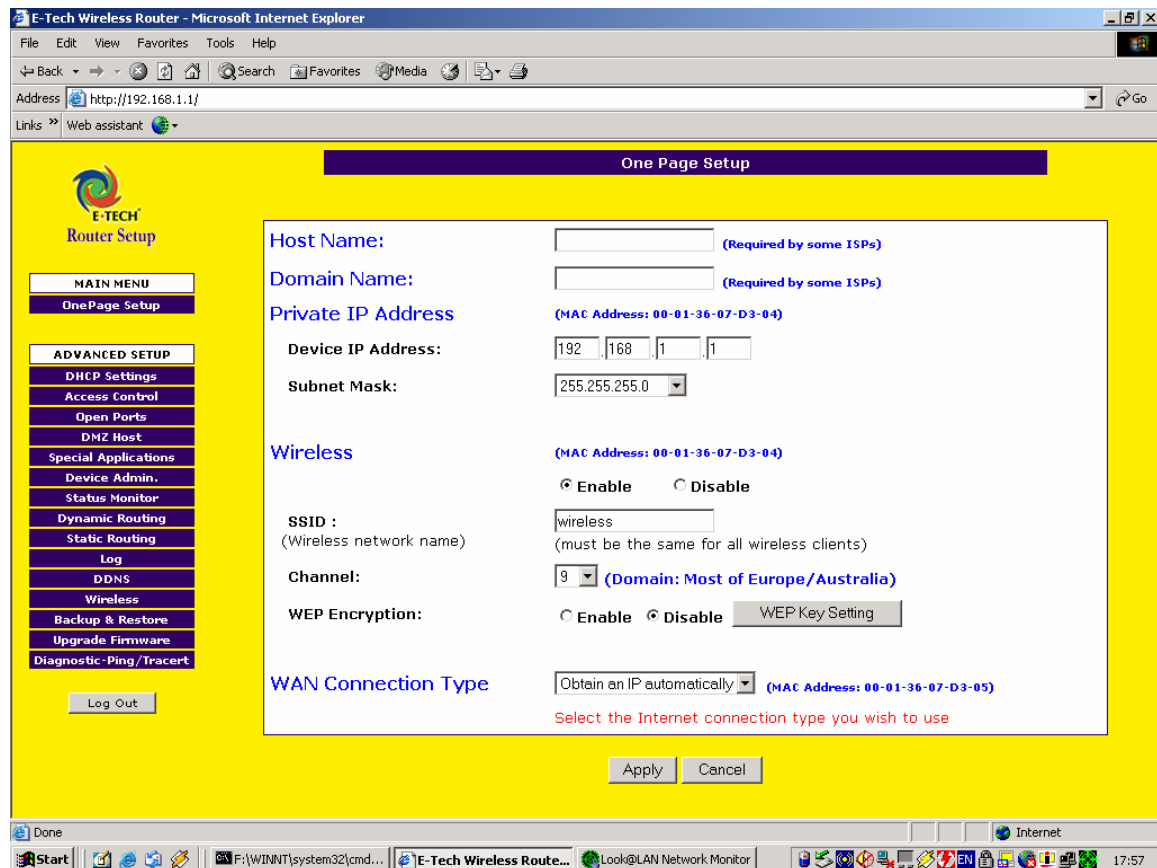 E-Tech Wireless Router - Microsoft Internet Explorer
File Edit View Favorites Tools Help
Back Search Favorites Media
Address http://192.168.1.1/ Go
Links » Web assistant
E-TECH
Router Setup
MAIN MENU
OnePage Setup
ADVANCED SETUP
DHCP Settings
Access Control
Open Ports
DMZ Host
Special Applications
Device Admin.
Status Monitor
Dynamic Routing
Static Routing
Log
DDNS
Wireless
Backup & Restore
Upgrade Firmware
Diagnostic-Ping/Tracert
Log Out
One Page Setup
Host Name: (Required by some ISPs)
Domain Name: (Required by some ISPs)
Private IP Address (MAC Address: 00-01-36-07-D3-04)
Device IP Address: 192 .168 .1 .1
Subnet Mask: 255.255.255.0
Wireless (MAC Address: 00-01-36-07-D3-04)
Enable Disable
SSID : wireless
(Wireless network name) (must be the same for all wireless clients)
Channel: 9 (Domain: Most of Europe/Australia)
WEP Encryption: Enable Disable WEP Key Setting
WAN Connection Type Obtain an IP automatically (MAC Address: 00-01-36-07-D3-05)
Select the Internet connection type you wish to use
Apply Cancel
Done Internet
Start F:\WINNT\system32\cmd... E-Tech Wireless Route... Look@LAN Network Monitor EN 17:57